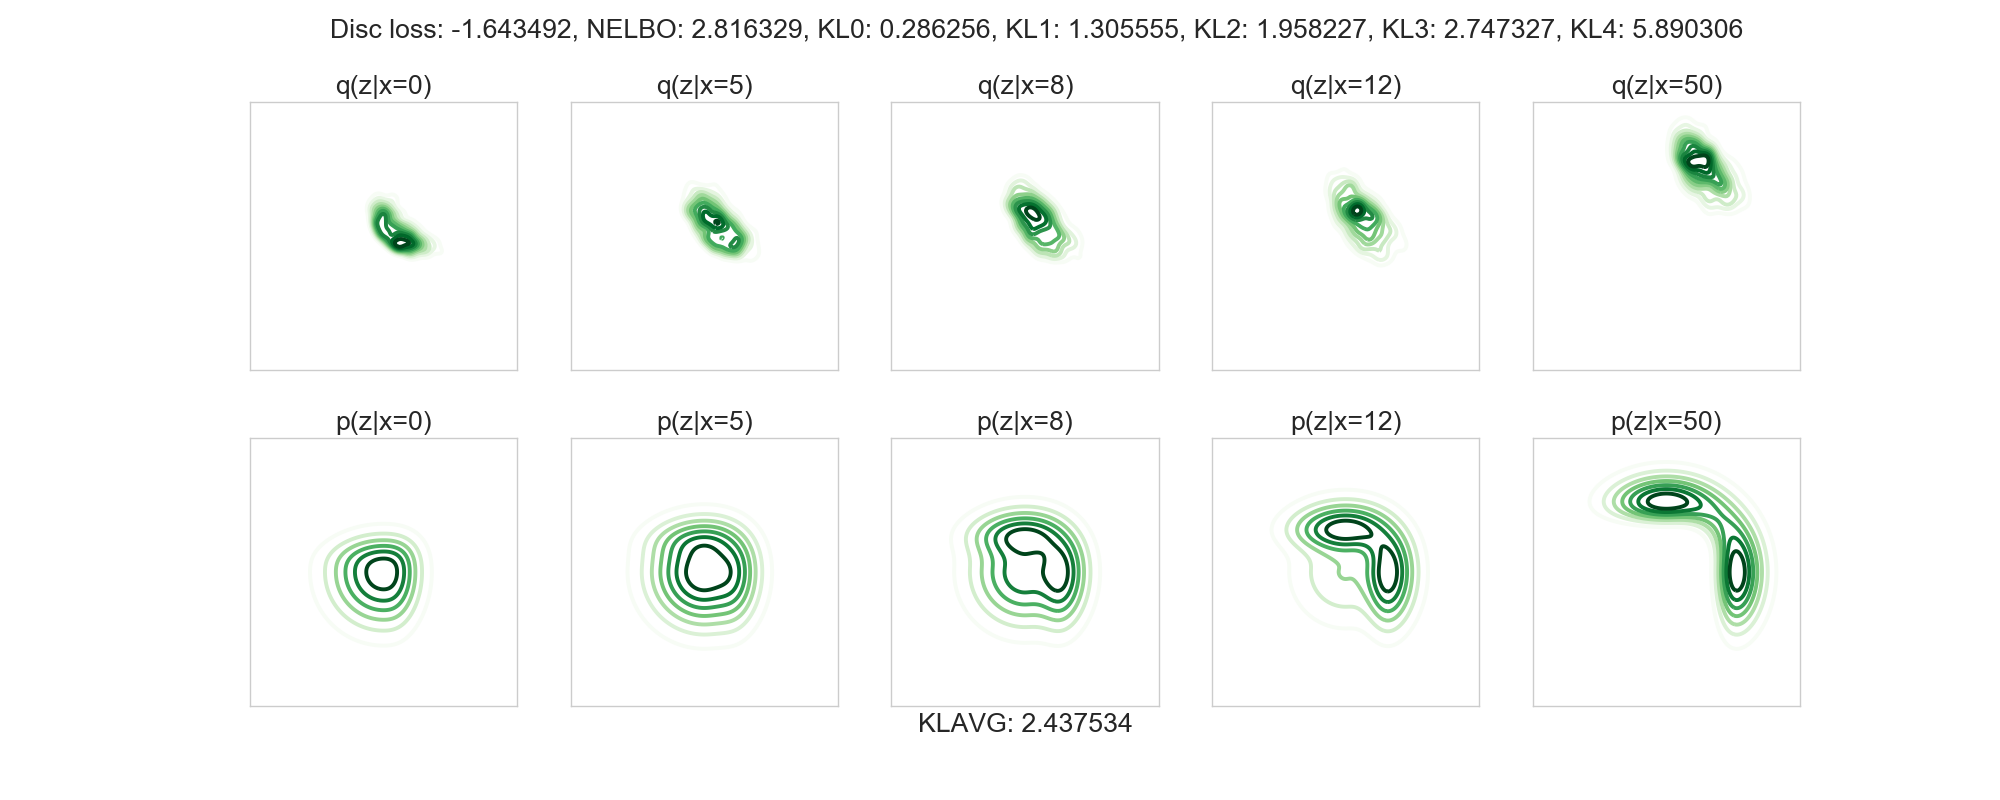 Disc loss: -1.643492, NELBO: 2.816329, KL0: 0.286256, KL1: 1.305555, KL2: 1.958227, KL3: 2.747327, KL4: 5.890306
q(z|x=0) q(z|x=5) q(z|x=8) q(z|x=12) q(z|x=50)
p(z|x=0) p(z|x=5) p(z|x=8) p(z|x=12) p(z|x=50)
KLAVG: 2.437534